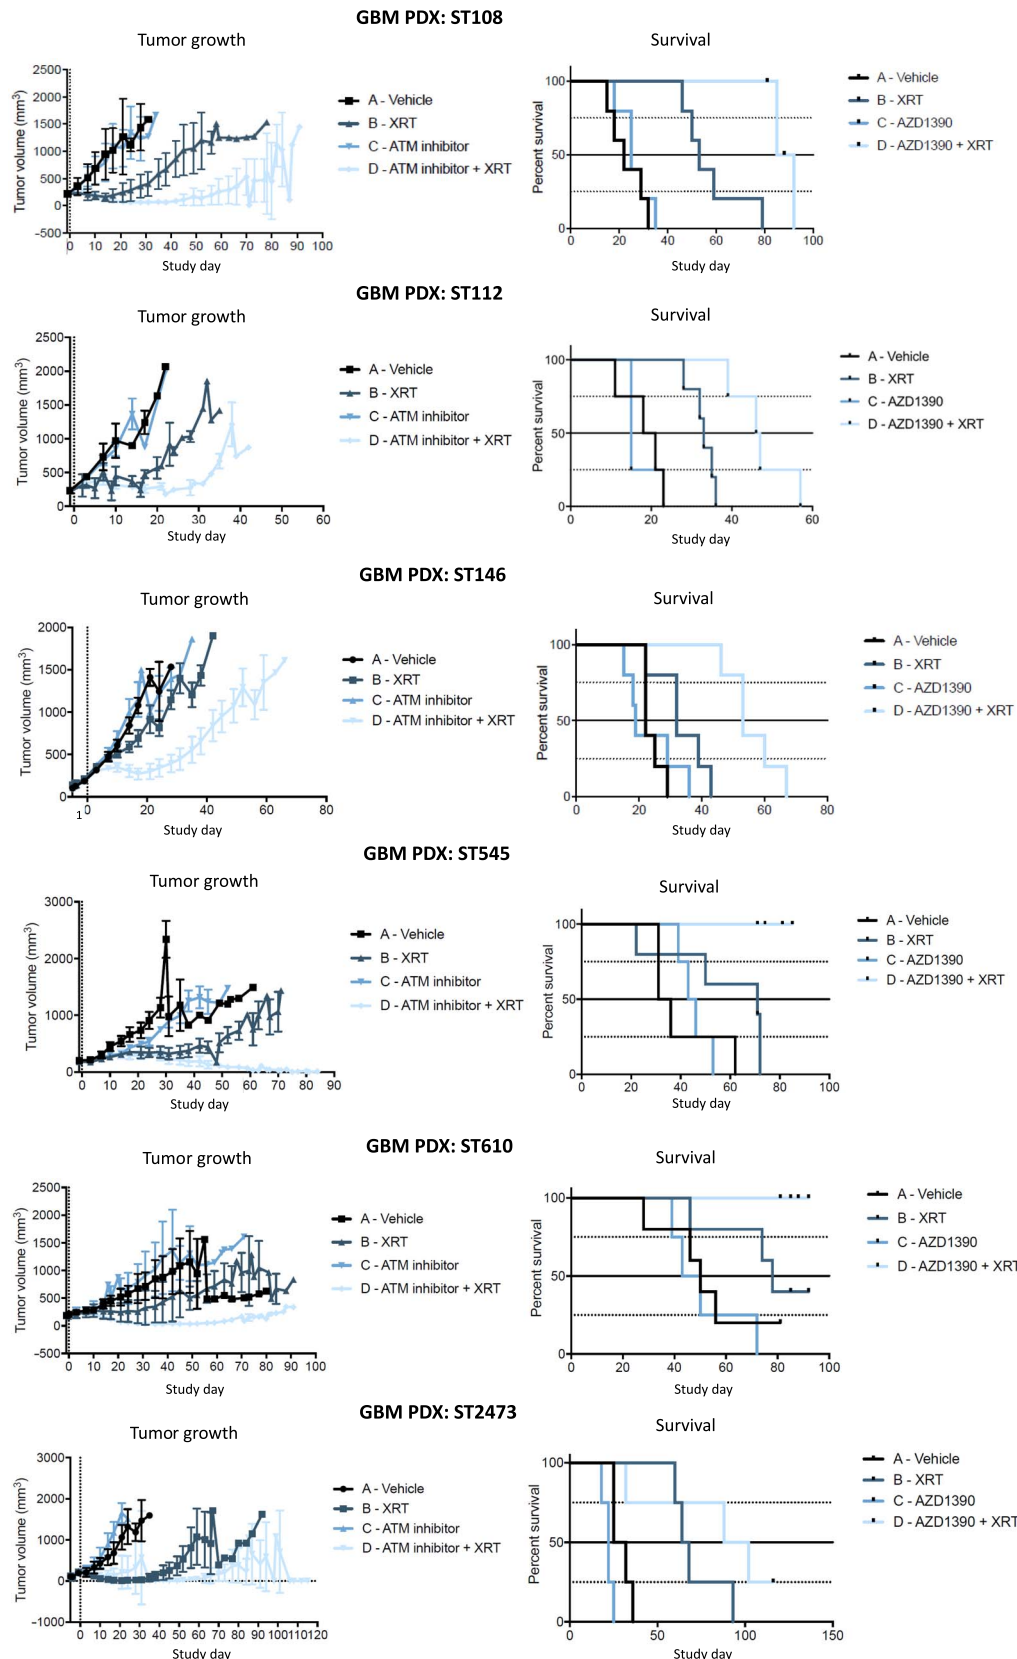 GBM PDX: ST108
Tumor growth
Survival
Tumor volume (mm³)
2500
2000
1500
1000
500
0
-500
0 10 20 30 40 50 60 70 80 90 100
Study day
A - Vehicle
B - XRT
C - ATM inhibitor
D - ATM inhibitor + XRT
Percent survival
100
50
0
0 20 40 60 80 100
Study day
A - Vehicle
B - XRT
C - AZD1390
D - AZD1390 + XRT
GBM PDX: ST112
Tumor growth
Survival
Tumor volume (mm³)
2500
2000
1500
1000
500
0
0 10 20 30 40 50 60
Study day
A - Vehicle
B - XRT
C - ATM inhibitor
D - ATM inhibitor + XRT
Percent survival
100
50
0
0 20 40 60
Study day
A - Vehicle
B - XRT
C - AZD1390
D - AZD1390 + XRT
GBM PDX: ST146
Tumor growth
Survival
Tumor volume (mm³)
2000
1500
1000
500
0
1 0 20 40 60 80
Study day
A - Vehicle
B - XRT
C - ATM inhibitor
D - ATM inhibitor + XRT
Percent survival
100
50
0
0 20 40 60 80
Study day
A - Vehicle
B - XRT
C - AZD1390
D - AZD1390 + XRT
GBM PDX: ST545
Tumor growth
Survival
Tumor volume (mm³)
3000
2000
1000
0
0 10 20 30 40 50 60 70 80 90
Study day
A - Vehicle
B - XRT
C - ATM inhibitor
D - ATM inhibitor + XRT
Percent survival
100
50
0
0 20 40 60 80 100
Study day
A - Vehicle
B - XRT
C - AZD1390
D - AZD1390 + XRT
GBM PDX: ST610
Tumor growth
Survival
Tumor volume (mm³)
2500
2000
1500
1000
500
0
-500
0 10 20 30 40 50 60 70 80 90 100
Study day
A - Vehicle
B - XRT
C - ATM inhibitor
D - ATM inhibitor + XRT
Percent survival
100
50
0
0 20 40 60 80 100
Study day
A - Vehicle
B - XRT
C - AZD1390
D - AZD1390 + XRT
GBM PDX: ST2473
Tumor growth
Survival
Tumor volume (mm³)
3000
2000
1000
0
-1000
0 10 20 30 40 50 60 70 80 90 100110120
Study day
A - Vehicle
B - XRT
C - ATM inhibitor
D - ATM inhibitor + XRT
Percent survival
100
50
0
0 50 100 150
Study day
A - Vehicle
B - XRT
C - AZD1390
D - AZD1390 + XRT